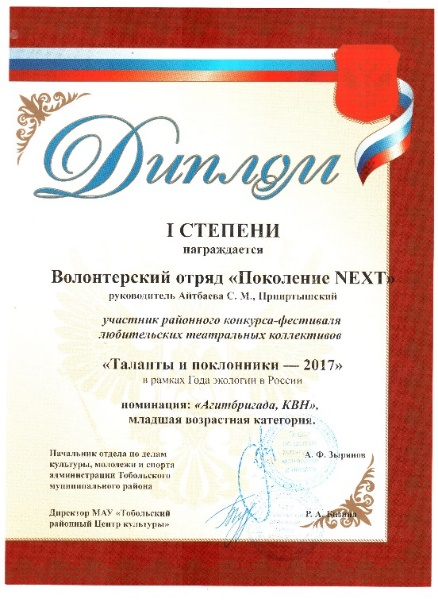 Диплом
I СТЕПЕНИ
награждается
Волонтерский отряд «Поколение NEXT»
руководитель Айтбаева С. М., Прииртышский
участник районного конкурса-фестиваля
любительских театральных коллективов
«Таланты и поклонники — 2017»
в рамках Года экологии в России
номинация: «Агитбригада, КВН»,
младшая возрастная категория.
Начальник отдела по делам
культуры, молодежи и спорта
администрации Тобольского
муниципального района
А. Ф. Зырянов
Директор МАУ «Тобольский
районный Центр культуры»
Р. А.